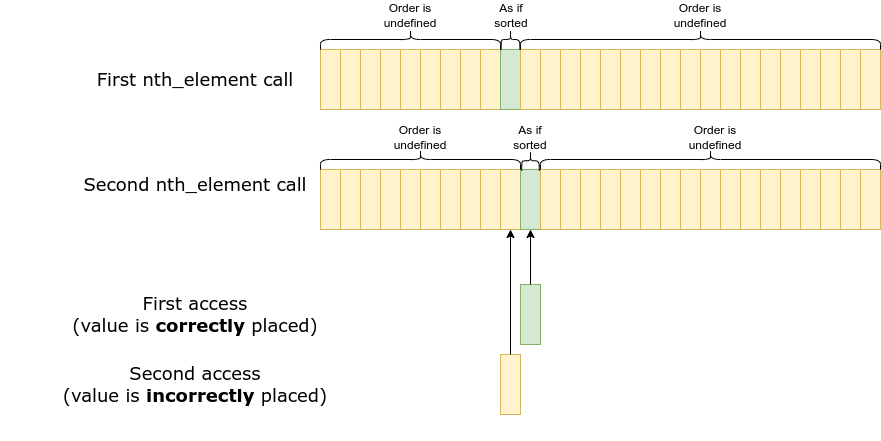 Order is
undefined
As if
sorted
Order is
undefined
First nth_element call
Order is
undefined
As if
sorted
Order is
undefined
Second nth_element call
First access
(value is correctly placed)
Second access
(value is incorrectly placed)